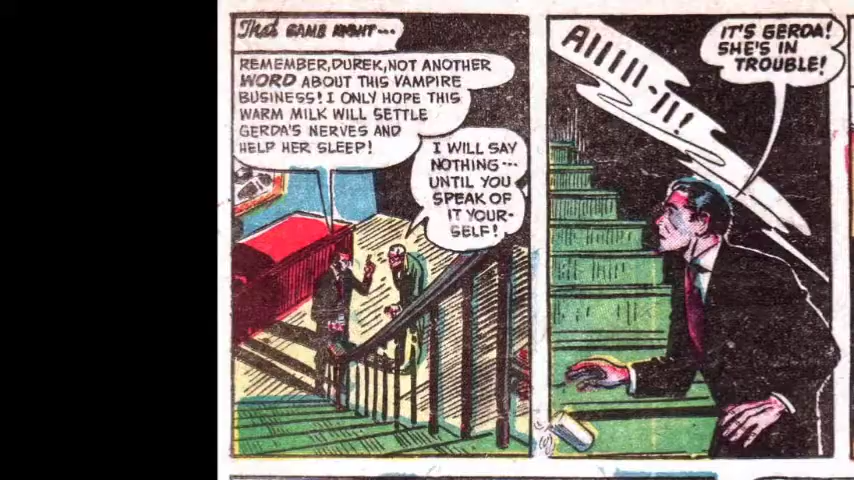 That SAME NIGHT---
REMEMBER, DUREK, NOT ANOTHER
WORD ABOUT THIS VAMPIRE
BUSINESS! I ONLY HOPE THIS
WARM MILK WILL SETTLE
GERDA'S NERVES AND
HELP HER SLEEP!
I WILL SAY
NOTHING---
UNTIL YOU
SPEAK OF
IT YOUR-
SELF!
AIIIII-II!
IT'S GERDA!
SHE'S IN
TROUBLE!